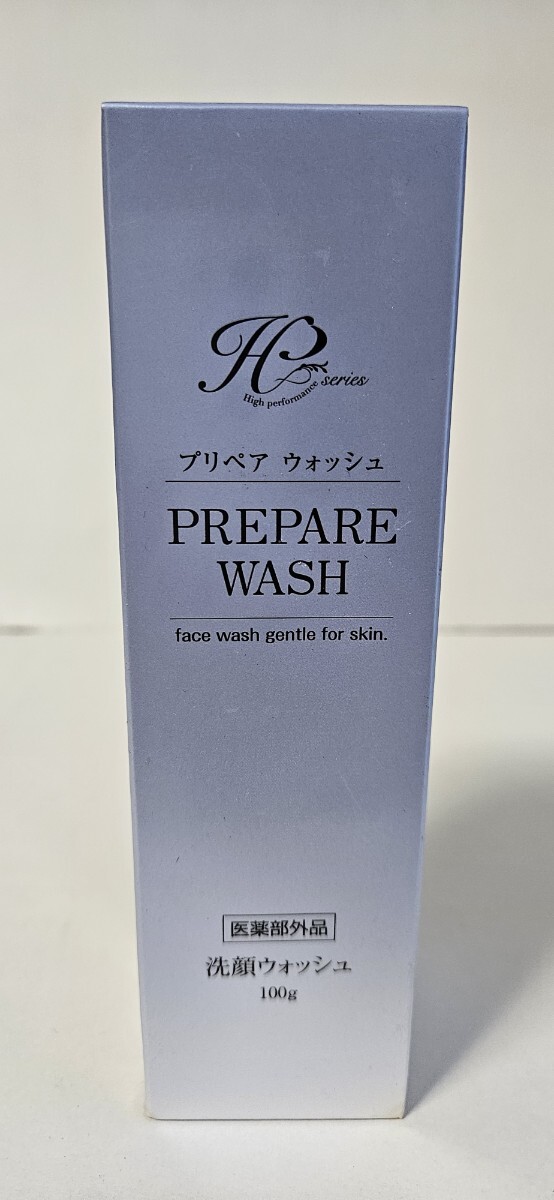 HP series
High performance
プリペア ウォッシュ
PREPARE
WASH
face wash gentle for skin.
医薬部外品
洗顔ウォッシュ
100g